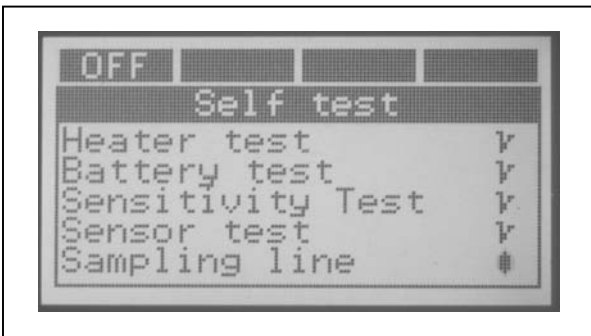 OFF
Self test
Heater test
Battery test
Sensitivity Test
Sensor test
Sampling line